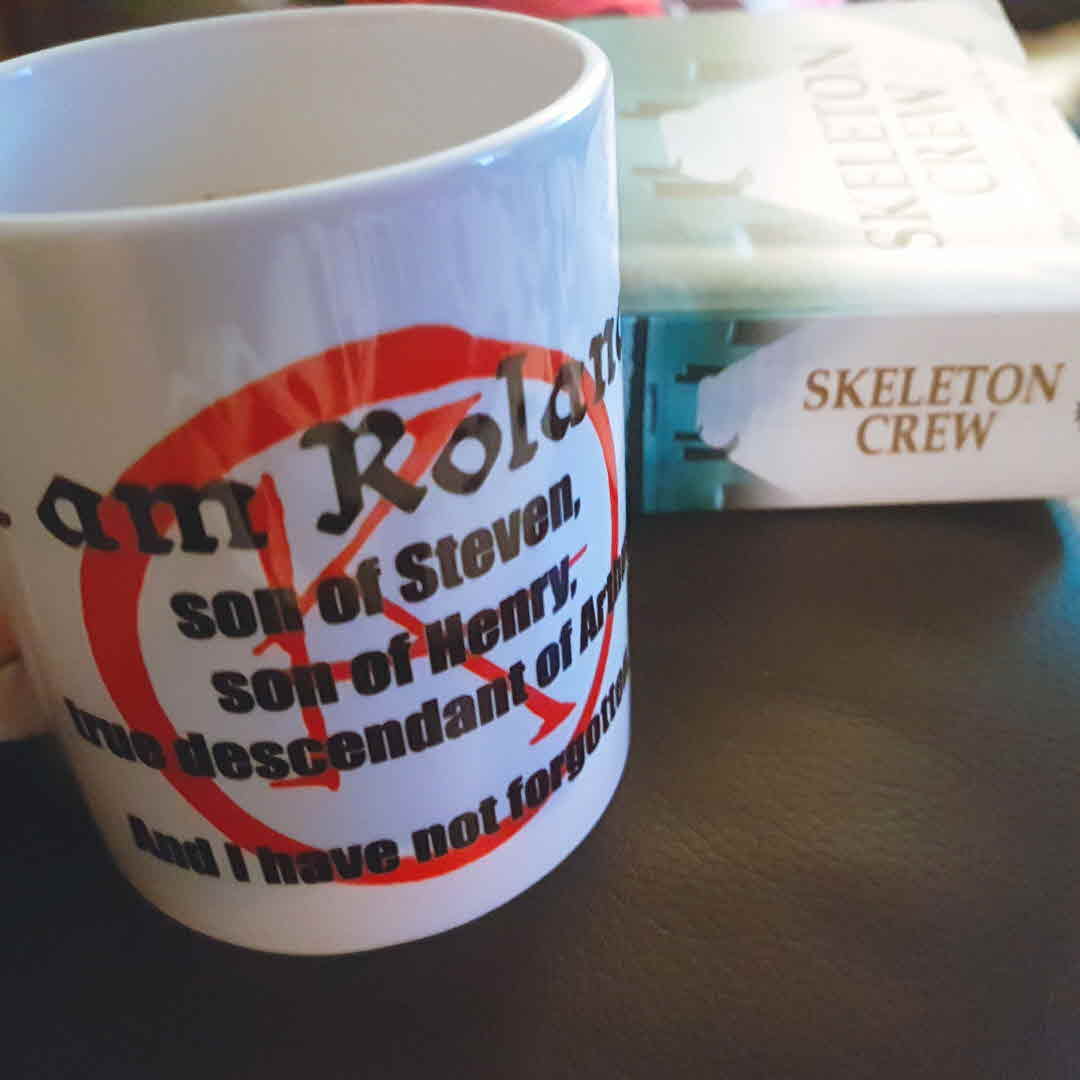 am Roland
son of Steven,
son of Henry,
true descendant of
And I have not forgotten
K
SKELETON
CREW
SKELETON
CREW